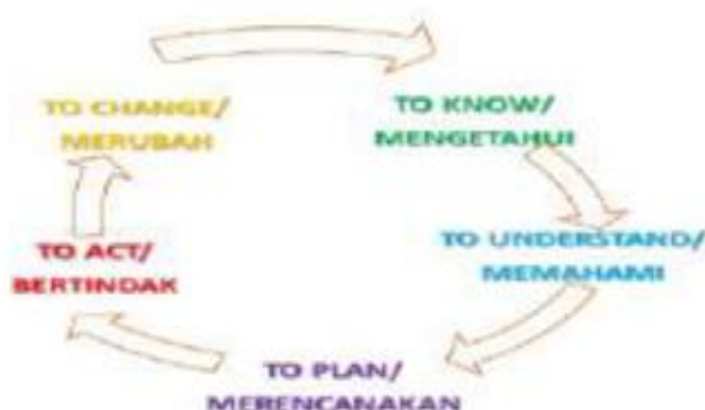 TO CHANGE/
MERUBAH
TO KNOW/
MENGETAHUI
TO UNDERSTAND/
MEMAHAMI
TO PLAN/
MERENCANAKAN
TO ACT/
BERTINDAK